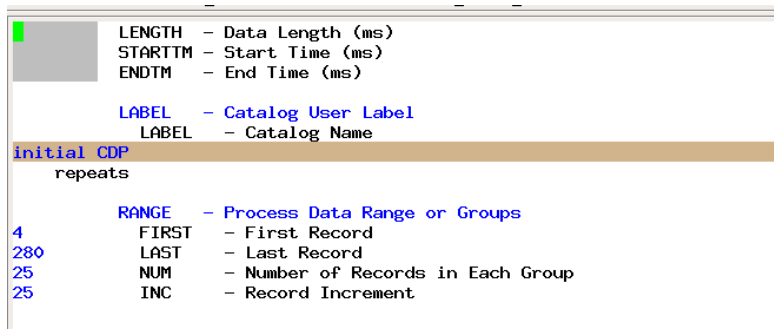 LENGTH - Data Length (ms)
STARTTM - Start Time (ms)
ENDTM - End Time (ms)
LABEL - Catalog User Label
LABEL - Catalog Name
initial CDP
repeats
RANGE - Process Data Range or Groups
4 FIRST - First Record
280 LAST - Last Record
25 NUM - Number of Records in Each Group
25 INC - Record Increment